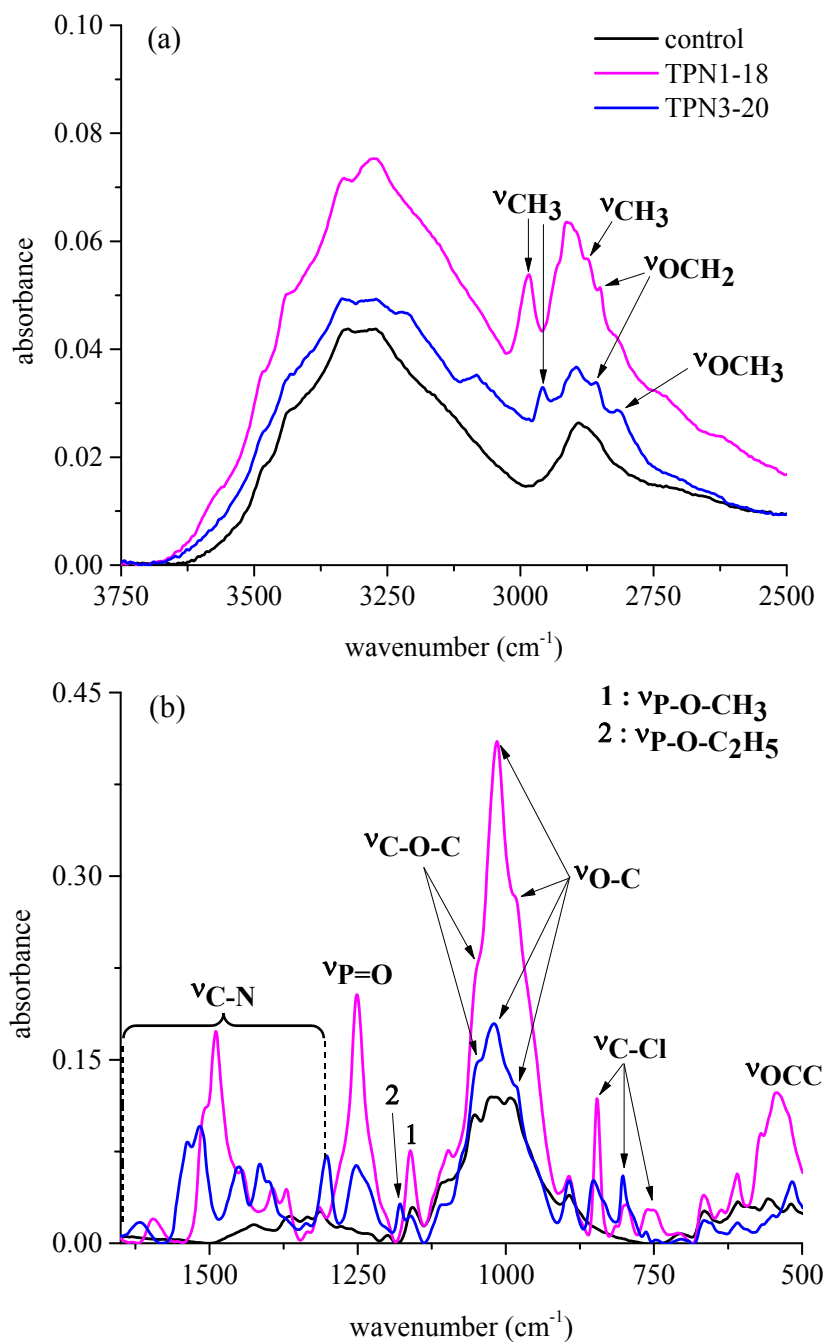 (a)
control
TPN1-18
TPN3-20
νCH3
νCH3
νOCH2
νOCH3
0.10
0.08
0.06
0.04
0.02
0.00
absorbance
3750 3500 3250 3000 2750 2500
wavenumber (cm-1)
(b)
1 : νP-O-CH3
2 : νP-O-C2H5
νC-O-C
νO-C
νP=O
νC-N
νC-Cl
νOCC
2
1
0.45
0.30
0.15
0.00
absorbance
1500 1250 1000 750 500
wavenumber (cm-1)